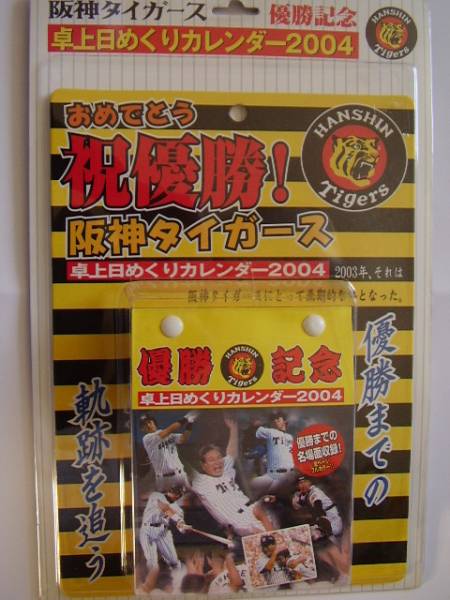 阪神タイガース 優勝記念
卓上日めくりカレンダー2004
HANSHIN
Tigers
おめでとう
祝優勝!
HANSHIN
Tigers
阪神タイガース
卓上日めくりカレンダー2004
2003年、それは
阪神タイガースにとって画期的な年となった。
優勝までの
軌跡を追う
優勝 記念
HANSHIN
Tigers
卓上日めくりカレンダー2004
優勝までの
名場面収録!